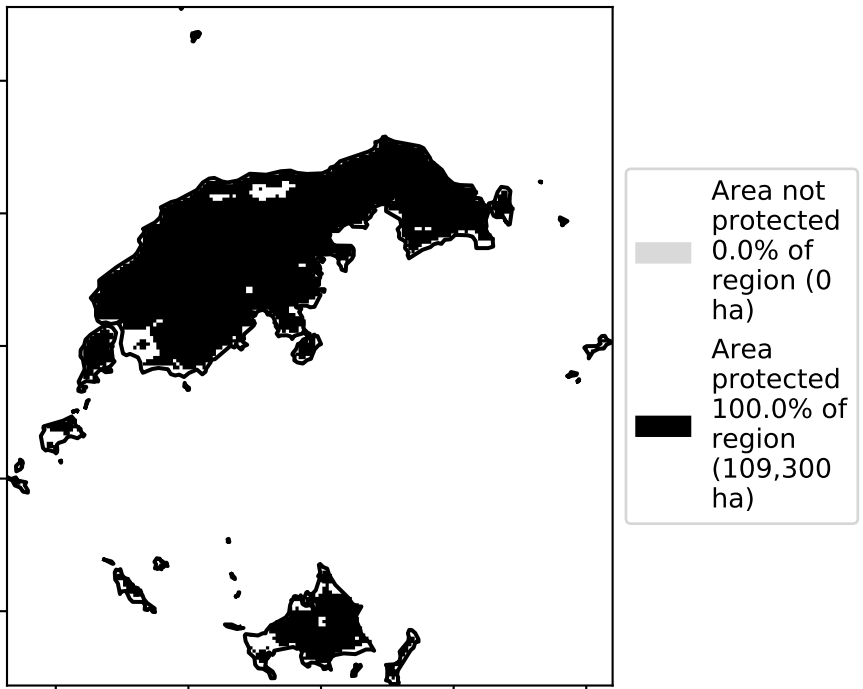 Area not
protected
0.0% of
region (0
ha)
Area
protected
100.0% of
region
(109,300
ha)